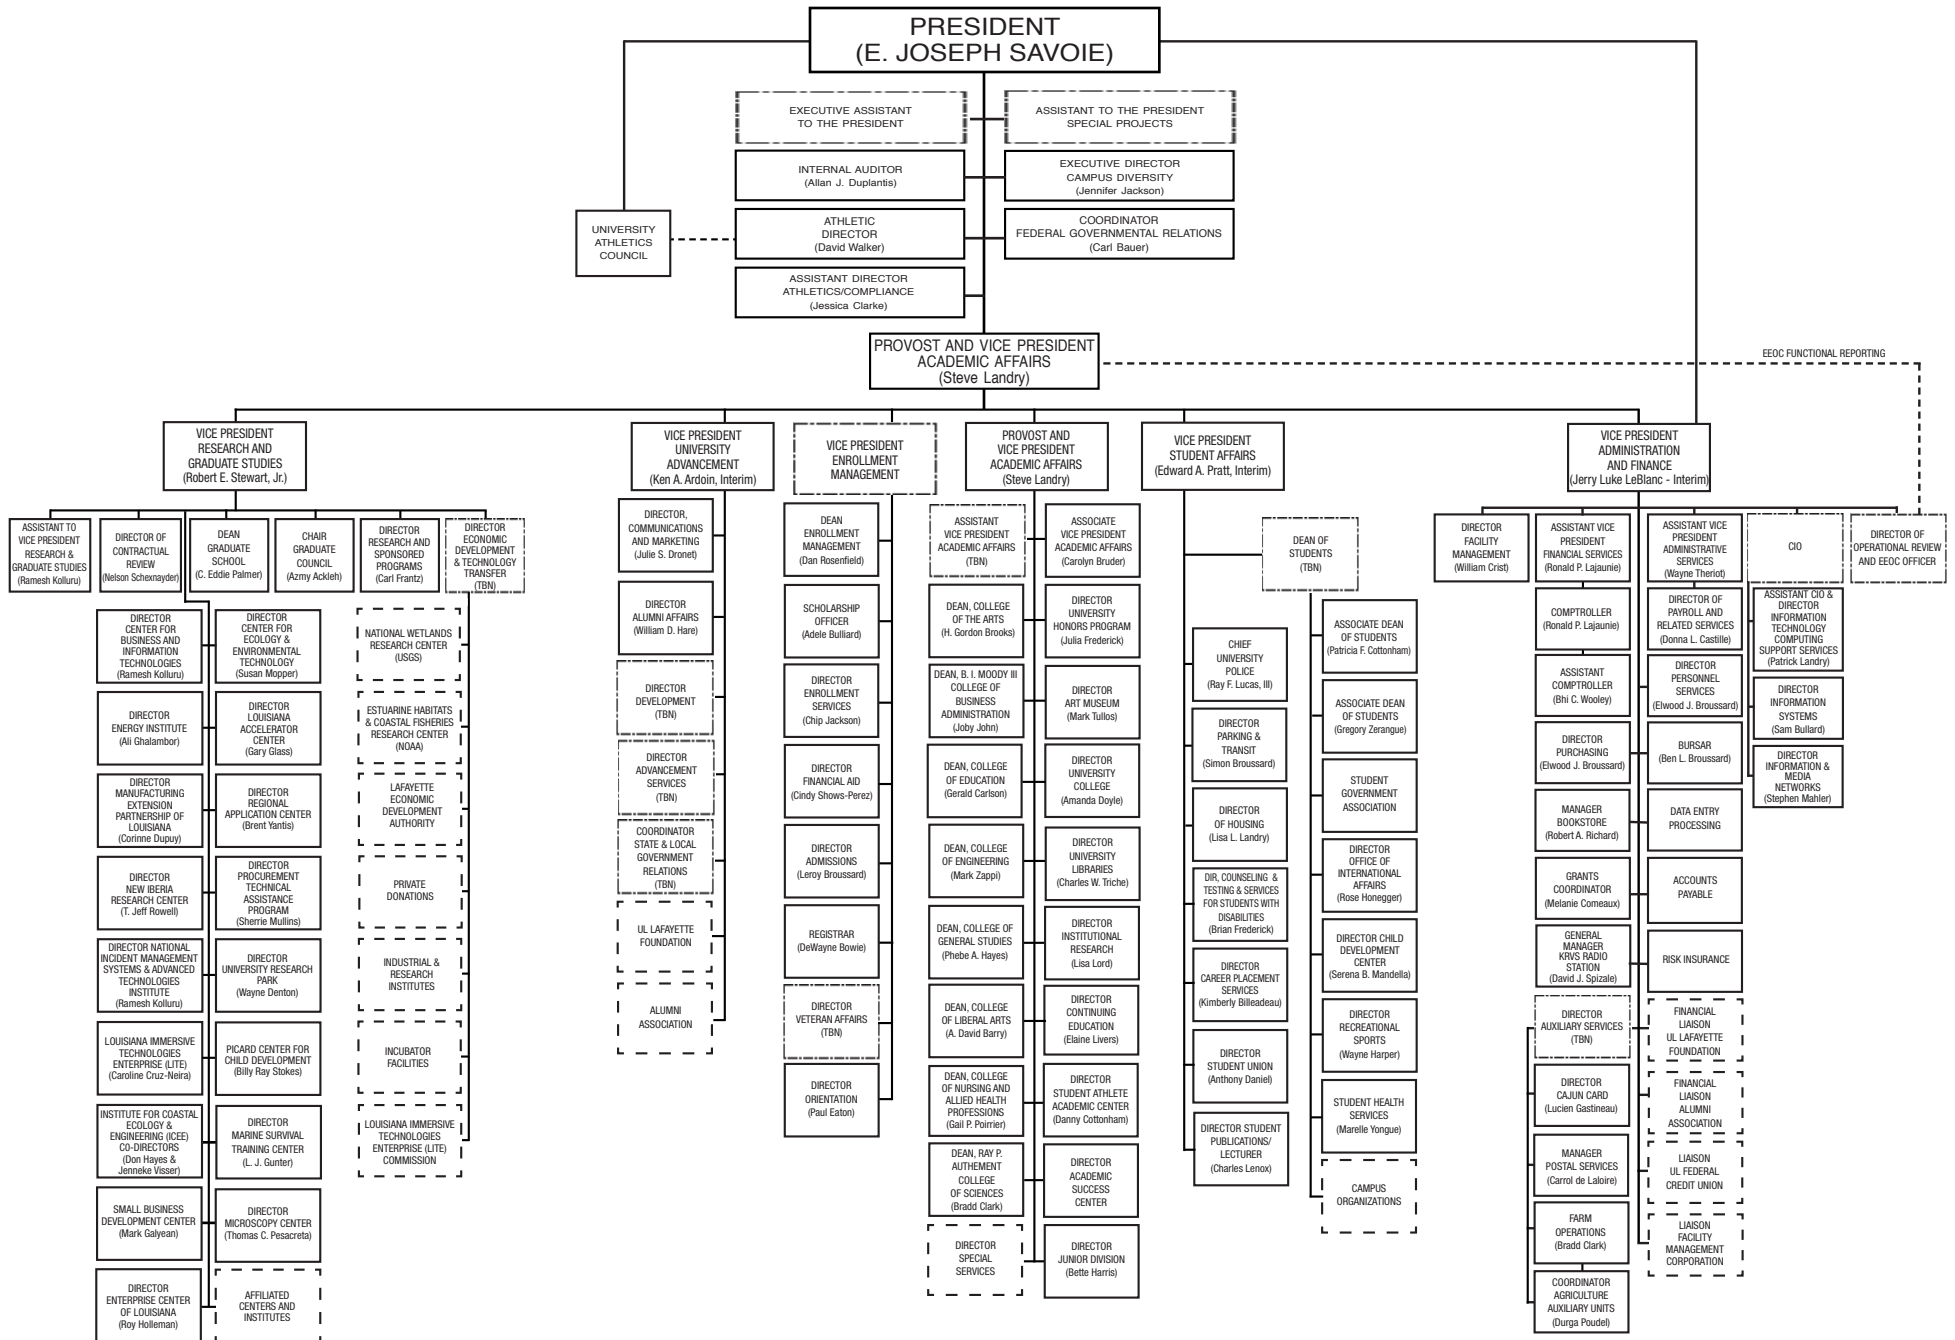 PRESIDENT
(E. JOSEPH SAVOIE)
EXECUTIVE ASSISTANT
TO THE PRESIDENT
ASSISTANT TO THE PRESIDENT
SPECIAL PROJECTS
INTERNAL AUDITOR
(Allan J. Duplantis)
EXECUTIVE DIRECTOR
CAMPUS DIVERSITY
(Jennifer Jackson)
UNIVERSITY
ATHLETICS
COUNCIL
ATHLETIC
DIRECTOR
(David Walker)
COORDINATOR
FEDERAL GOVERNMENTAL RELATIONS
(Carl Bauer)
ASSISTANT DIRECTOR
ATHLETICS/COMPLIANCE
(Jessica Clarke)
PROVOST AND VICE PRESIDENT
ACADEMIC AFFAIRS
(Steve Landry)
EEOC FUNCTIONAL REPORTING
VICE PRESIDENT
RESEARCH AND
GRADUATE STUDIES
(Robert E. Stewart, Jr.)
ASSISTANT TO
VICE PRESIDENT
RESEARCH &
GRADUATE STUDIES
(Ramesh Kolluru)
DIRECTOR OF
CONTRACTUAL
REVIEW
(Nelson Schexnayder)
DEAN
GRADUATE
SCHOOL
(C. Eddie Palmer)
CHAIR
GRADUATE
COUNCIL
(Azmy Ackleh)
DIRECTOR
RESEARCH AND
SPONSORED
PROGRAMS
(Carl Frantz)
DIRECTOR
ECONOMIC
DEVELOPMENT
& TECHNOLOGY
TRANSFER
(TBN)
DIRECTOR
CENTER FOR
BUSINESS AND
INFORMATION
TECHNOLOGIES
(Ramesh Kolluru)
DIRECTOR
CENTER FOR
ECOLOGY &
ENVIRONMENTAL
TECHNOLOGY
(Susan Mopper)
DIRECTOR
ENERGY INSTITUTE
(Ali Ghalambor)
DIRECTOR
LOUISIANA
ACCELERATOR
CENTER
(Gary Glass)
DIRECTOR
MANUFACTURING
EXTENSION
PARTNERSHIP OF
LOUISIANA
(Corinne Dupuy)
DIRECTOR
REGIONAL
APPLICATION CENTER
(Brent Yantis)
DIRECTOR
NEW IBERIA
RESEARCH CENTER
(T. Jeff Rowell)
DIRECTOR
PROCUREMENT
TECHNICAL
ASSISTANCE
PROGRAM
(Sherrie Mullins)
DIRECTOR NATIONAL
INCIDENT MANAGEMENT
SYSTEMS & ADVANCED
TECHNOLOGIES
INSTITUTE
(Ramesh Kolluru)
DIRECTOR
UNIVERSITY RESEARCH
PARK
(Wayne Denton)
LOUISIANA IMMERSIVE
TECHNOLOGIES
ENTERPRISE (LITE)
(Caroline Cruz-Neira)
PICARD CENTER FOR
CHILD DEVELOPMENT
(Billy Ray Stokes)
INSTITUTE FOR COASTAL
ECOLOGY &
ENGINEERING (ICEE)
CO-DIRECTORS
(Don Hayes &
Jenneke Visser)
DIRECTOR
MARINE SURVIVAL
TRAINING CENTER
(L. J. Gunter)
SMALL BUSINESS
DEVELOPMENT CENTER
(Mark Galyean)
DIRECTOR
MICROSCOPY CENTER
(Thomas C. Pesacreta)
DIRECTOR
ENTERPRISE CENTER
OF LOUISIANA
(Roy Holleman)
AFFILIATED
CENTERS AND
INSTITUTES
NATIONAL WETLANDS
RESEARCH CENTER
(USGS)
ESTUARINE HABITATS
& COASTAL FISHERIES
RESEARCH CENTER
(NOAA)
LAFAYETTE
ECONOMIC
DEVELOPMENT
AUTHORITY
PRIVATE
DONATIONS
INDUSTRIAL &
RESEARCH
INSTITUTES
INCUBATOR
FACILITIES
LOUISIANA IMMERSIVE
TECHNOLOGIES
ENTERPRISE (LITE)
COMMISSION
VICE PRESIDENT
UNIVERSITY
ADVANCEMENT
(Ken A. Ardoin, Interim)
DIRECTOR,
COMMUNICATIONS
AND MARKETING
(Julie S. Dronet)
DIRECTOR
ALUMNI AFFAIRS
(William D. Hare)
DIRECTOR
DEVELOPMENT
(TBN)
DIRECTOR
ADVANCEMENT
SERVICES
(TBN)
COORDINATOR
STATE & LOCAL
GOVERNMENT
RELATIONS
(TBN)
UL LAFAYETTE
FOUNDATION
ALUMNI
ASSOCIATION
VICE PRESIDENT
ENROLLMENT
MANAGEMENT
DEAN
ENROLLMENT
MANAGEMENT
(Dan Rosenfield)
SCHOLARSHIP
OFFICER
(Adele Bulliard)
DIRECTOR
ENROLLMENT
SERVICES
(Chip Jackson)
DIRECTOR
FINANCIAL AID
(Cindy Shows-Perez)
DIRECTOR
ADMISSIONS
(Leroy Broussard)
REGISTRAR
(DeWayne Bowie)
DIRECTOR
VETERAN AFFAIRS
(TBN)
DIRECTOR
ORIENTATION
(Paul Eaton)
PROVOST AND
VICE PRESIDENT
ACADEMIC AFFAIRS
(Steve Landry)
ASSISTANT
VICE PRESIDENT
ACADEMIC AFFAIRS
(TBN)
ASSOCIATE
VICE PRESIDENT
ACADEMIC AFFAIRS
(Carolyn Bruder)
DEAN, COLLEGE
OF THE ARTS
(H. Gordon Brooks)
DIRECTOR
UNIVERSITY
HONORS PROGRAM
(Julia Frederick)
DEAN, B. I. MOODY III
COLLEGE OF
BUSINESS
ADMINISTRATION
(Joby John)
DIRECTOR
ART MUSEUM
(Mark Tullos)
DEAN, COLLEGE
OF EDUCATION
(Gerald Carlson)
DIRECTOR
UNIVERSITY
COLLEGE
(Amanda Doyle)
DEAN, COLLEGE
OF ENGINEERING
(Mark Zappi)
DIRECTOR
UNIVERSITY
LIBRARIES
(Charles W. Triche)
DEAN, COLLEGE OF
GENERAL STUDIES
(Phebe A. Hayes)
DIRECTOR
INSTITUTIONAL
RESEARCH
(Lisa Lord)
DEAN, COLLEGE
OF LIBERAL ARTS
(A. David Barry)
DIRECTOR
CONTINUING
EDUCATION
(Elaine Livers)
DEAN, COLLEGE
OF NURSING AND
ALLIED HEALTH
PROFESSIONS
(Gail P. Poirrier)
DIRECTOR
STUDENT ATHLETE
ACADEMIC CENTER
(Danny Cottonham)
DEAN, RAY P.
AUTHEMENT
COLLEGE
OF SCIENCES
(Bradd Clark)
DIRECTOR
ACADEMIC
SUCCESS
CENTER
DIRECTOR
SPECIAL
SERVICES
DIRECTOR
JUNIOR DIVISION
(Bette Harris)
VICE PRESIDENT
STUDENT AFFAIRS
(Edward A. Pratt, Interim)
DEAN OF
STUDENTS
(TBN)
CHIEF
UNIVERSITY
POLICE
(Ray F. Lucas, III)
DIRECTOR
PARKING &
TRANSIT
(Simon Broussard)
DIRECTOR
OF HOUSING
(Lisa L. Landry)
DIR, COUNSELING &
TESTING & SERVICES
FOR STUDENTS WITH
DISABILITIES
(Brian Frederick)
DIRECTOR
CAREER PLACEMENT
SERVICES
(Kimberly Billeadeau)
DIRECTOR
STUDENT UNION
(Anthony Daniel)
DIRECTOR STUDENT
PUBLICATIONS/
LECTURER
(Charles Lenox)
ASSOCIATE DEAN
OF STUDENTS
(Patricia F. Cottonham)
ASSOCIATE DEAN
OF STUDENTS
(Gregory Zerangue)
STUDENT
GOVERNMENT
ASSOCIATION
DIRECTOR
OFFICE OF
INTERNATIONAL
AFFAIRS
(Rose Honegger)
DIRECTOR CHILD
DEVELOPMENT
CENTER
(Serena B. Mandella)
DIRECTOR
RECREATIONAL
SPORTS
(Wayne Harper)
STUDENT HEALTH
SERVICES
(Marelle Yongue)
CAMPUS
ORGANIZATIONS
VICE PRESIDENT
ADMINISTRATION
AND FINANCE
(Jerry Luke LeBlanc - Interim)
DIRECTOR
FACILITY
MANAGEMENT
(William Crist)
ASSISTANT VICE
PRESIDENT
FINANCIAL SERVICES
(Ronald P. Lajaunie)
ASSISTANT VICE
PRESIDENT
ADMINISTRATIVE
SERVICES
(Wayne Theriot)
CIO
DIRECTOR OF
OPERATIONAL REVIEW
AND EEOC OFFICER
COMPTROLLER
(Ronald P. Lajaunie)
DIRECTOR OF
PAYROLL AND
RELATED SERVICES
(Donna L. Castille)
ASSISTANT CIO &
DIRECTOR
INFORMATION
TECHNOLOGY
COMPUTING
SUPPORT SERVICES
(Patrick Landry)
ASSISTANT
COMPTROLLER
(Bhi C. Wooley)
DIRECTOR
PERSONNEL
SERVICES
(Elwood J. Broussard)
DIRECTOR
INFORMATION
SYSTEMS
(Sam Bullard)
DIRECTOR
PURCHASING
(Elwood J. Broussard)
BURSAR
(Ben L. Broussard)
DIRECTOR
INFORMATION &
MEDIA
NETWORKS
(Stephen Mahler)
MANAGER
BOOKSTORE
(Robert A. Richard)
DATA ENTRY
PROCESSING
GRANTS
COORDINATOR
(Melanie Comeaux)
ACCOUNTS
PAYABLE
GENERAL
MANAGER
KRVS RADIO
STATION
(David J. Spizale)
RISK INSURANCE
DIRECTOR
AUXILIARY SERVICES
(TBN)
FINANCIAL
LIAISON
UL LAFAYETTE
FOUNDATION
DIRECTOR
CAJUN CARD
(Lucien Gastineau)
FINANCIAL
LIAISON
ALUMNI
ASSOCIATION
MANAGER
POSTAL SERVICES
(Carrol de Laloire)
LIAISON
UL FEDERAL
CREDIT UNION
FARM
OPERATIONS
(Bradd Clark)
LIAISON
FACILITY
MANAGEMENT
CORPORATION
COORDINATOR
AGRICULTURE
AUXILIARY UNITS
(Durga Poudel)